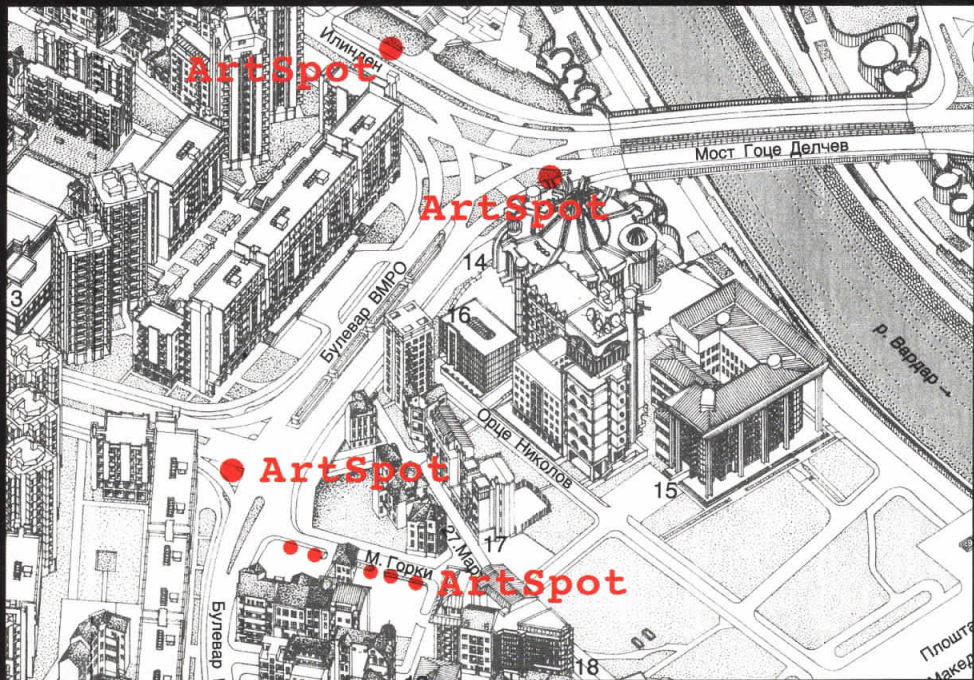 Илинден
ArtSpot
Мост Гоце Делчев
ArtSpot
14
3
Булевар ВМРО
16
р. Вардар →
Орце Николов
ArtSpot
15
17
27.Мар
М. Горки
ArtSpot
Булевар
Плошта
Макед
18